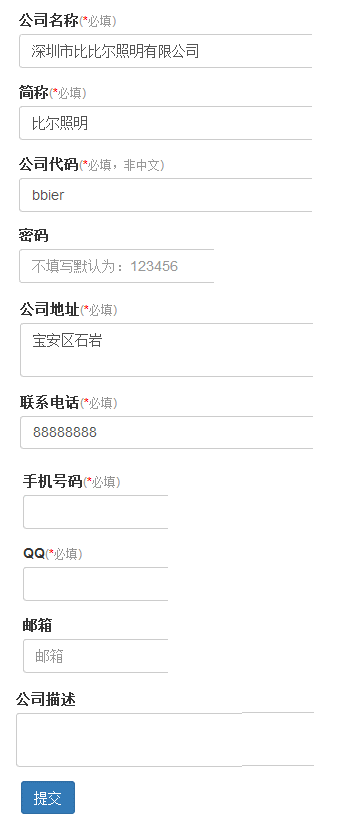 公司名称(*必填)
深圳市比比尔照明有限公司
简称(*必填)
比尔照明
公司代码(*必填，非中文)
bbier
密码
不填写默认为：123456
公司地址(*必填)
宝安区石岩
联系电话(*必填)
88888888
手机号码(*必填)
QQ(*必填)
邮箱
邮箱
公司描述
提交